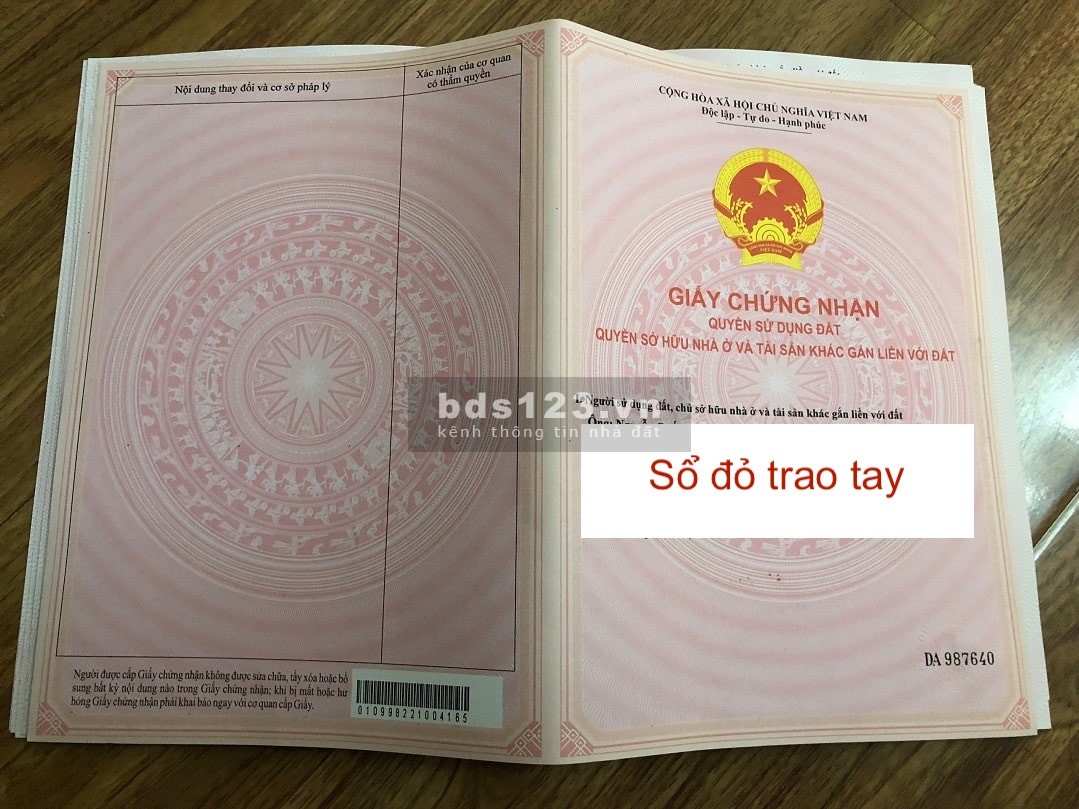 Nội dung thay đổi và cơ sở pháp lý
Xác nhận của cơ quan
có thẩm quyền
Người được cấp Giấy chứng nhận không được sửa chữa, tẩy xóa hoặc bổ
sung bất kỳ nội dung nào trong Giấy chứng nhận; khi bị mất hoặc hư
hỏng Giấy chứng nhận phải khai báo ngay với cơ quan cấp Giấy.
010998221004165
CỘNG HÒA XÃ HỘI CHỦ NGHĨA VIỆT NAM
Độc lập - Tự do - Hạnh phúc
VIỆT NAM
GIẤY CHỨNG NHẬN
QUYỀN SỬ DỤNG ĐẤT
QUYỀN SỞ HỮU NHÀ Ở VÀ TÀI SẢN KHÁC GẮN LIỀN VỚI ĐẤT
I. Người sử dụng đất, chủ sở hữu nhà ở và tài sản khác gắn liền với đất
Ông:
bds123.vn
kênh thông tin nhà đất
Sổ đỏ trao tay
DA 987640